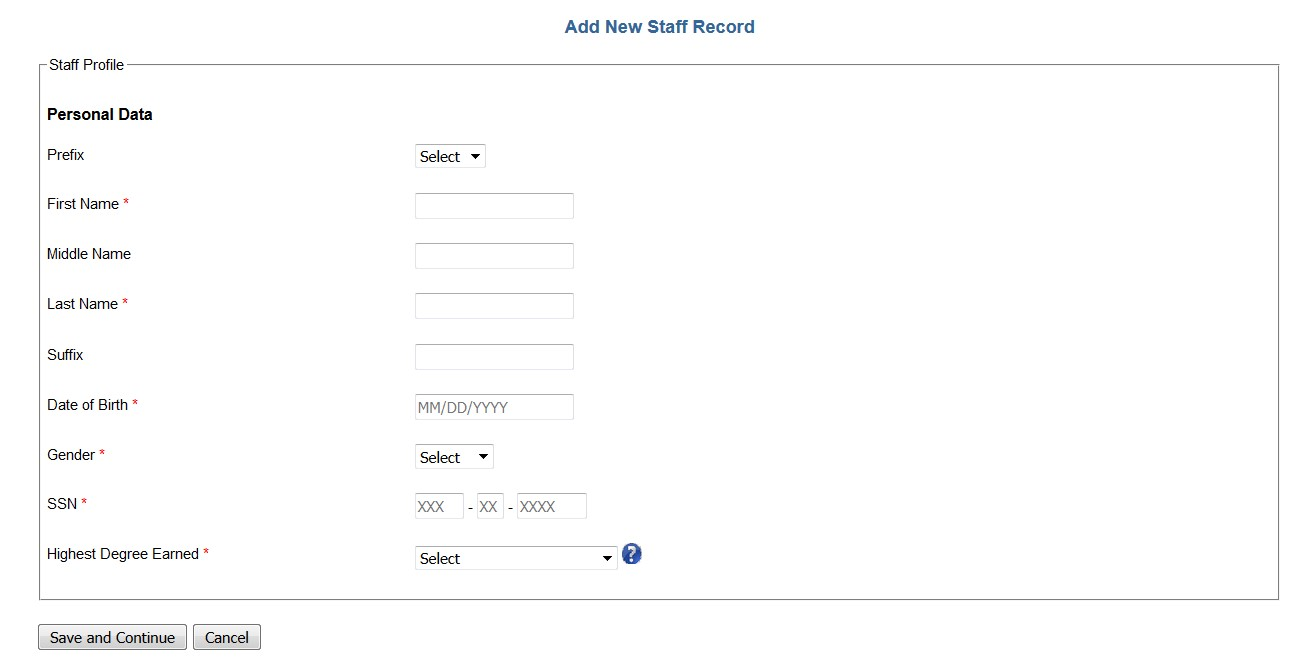 Add New Staff Record
Staff Profile
Personal Data
Prefix Select
First Name *
Middle Name
Last Name *
Suffix
Date of Birth * MM/DD/YYYY
Gender * Select
SSN * XXX - XX - XXXX
Highest Degree Earned * Select ?
Save and Continue Cancel